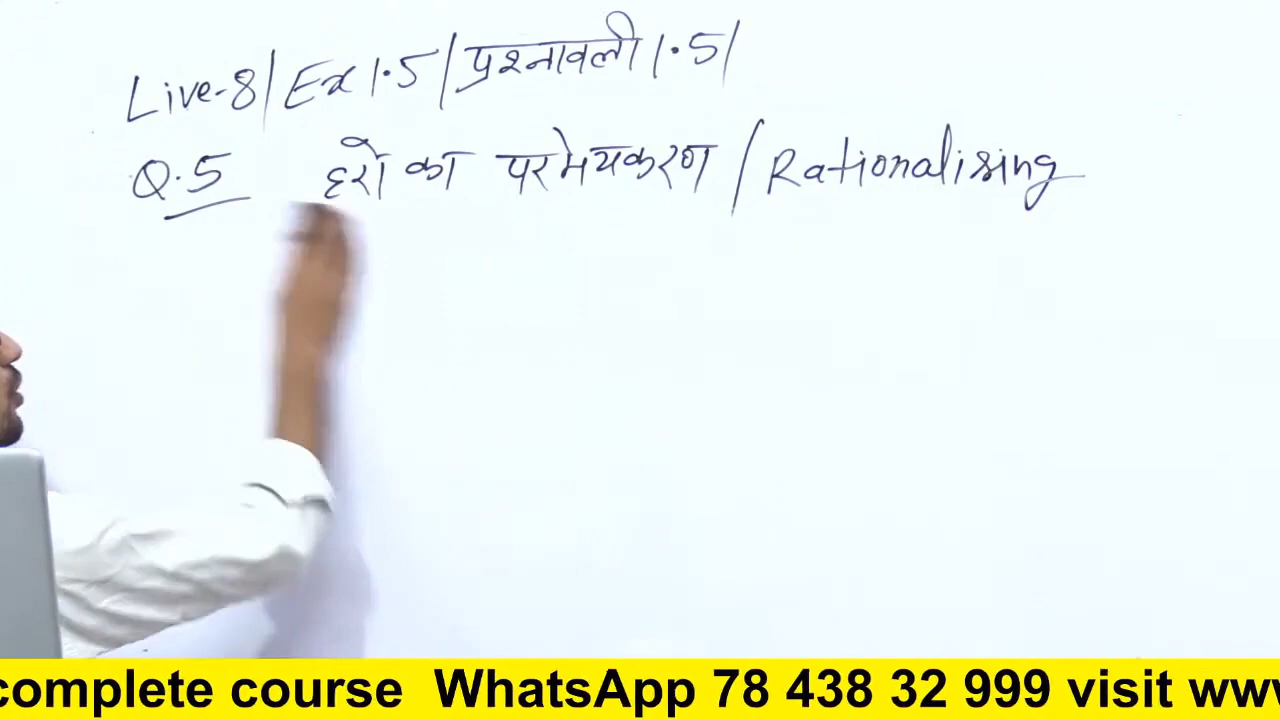 Live-8/ Ex 1.5/ प्रश्नावली 1.5/
Q.5 हरों का परमेयकरण / Rationalising
complete course WhatsApp 78 438 32 999 visit www